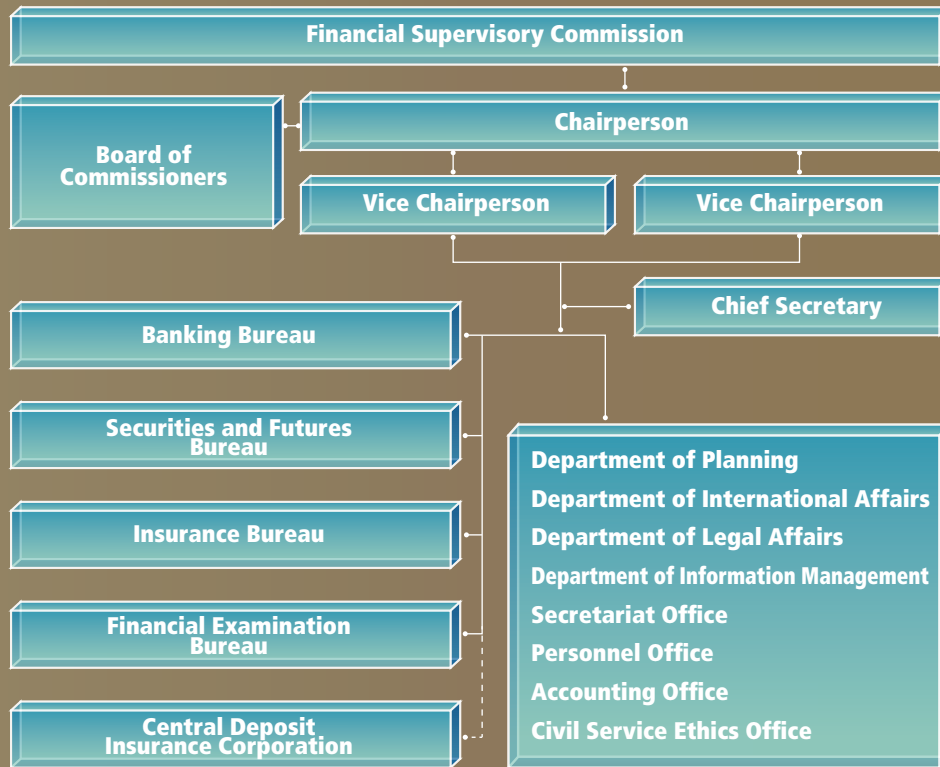 Financial Supervisory Commission
Chairperson
Board of
Commissioners
Vice Chairperson
Vice Chairperson
Chief Secretary
Banking Bureau
Securities and Futures
Bureau
Insurance Bureau
Financial Examination
Bureau
Central Deposit
Insurance Corporation
Department of Planning
Department of International Affairs
Department of Legal Affairs
Department of Information Management
Secretariat Office
Personnel Office
Accounting Office
Civil Service Ethics Office